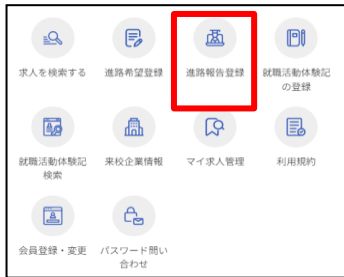 求人を検索する
進路希望登録
進路報告登録
就職活動体験記
の登録
就職活動体験記
検索
来校企業情報
マイ求人管理
利用規約
会員登録・変更
パスワード問い
合わせ